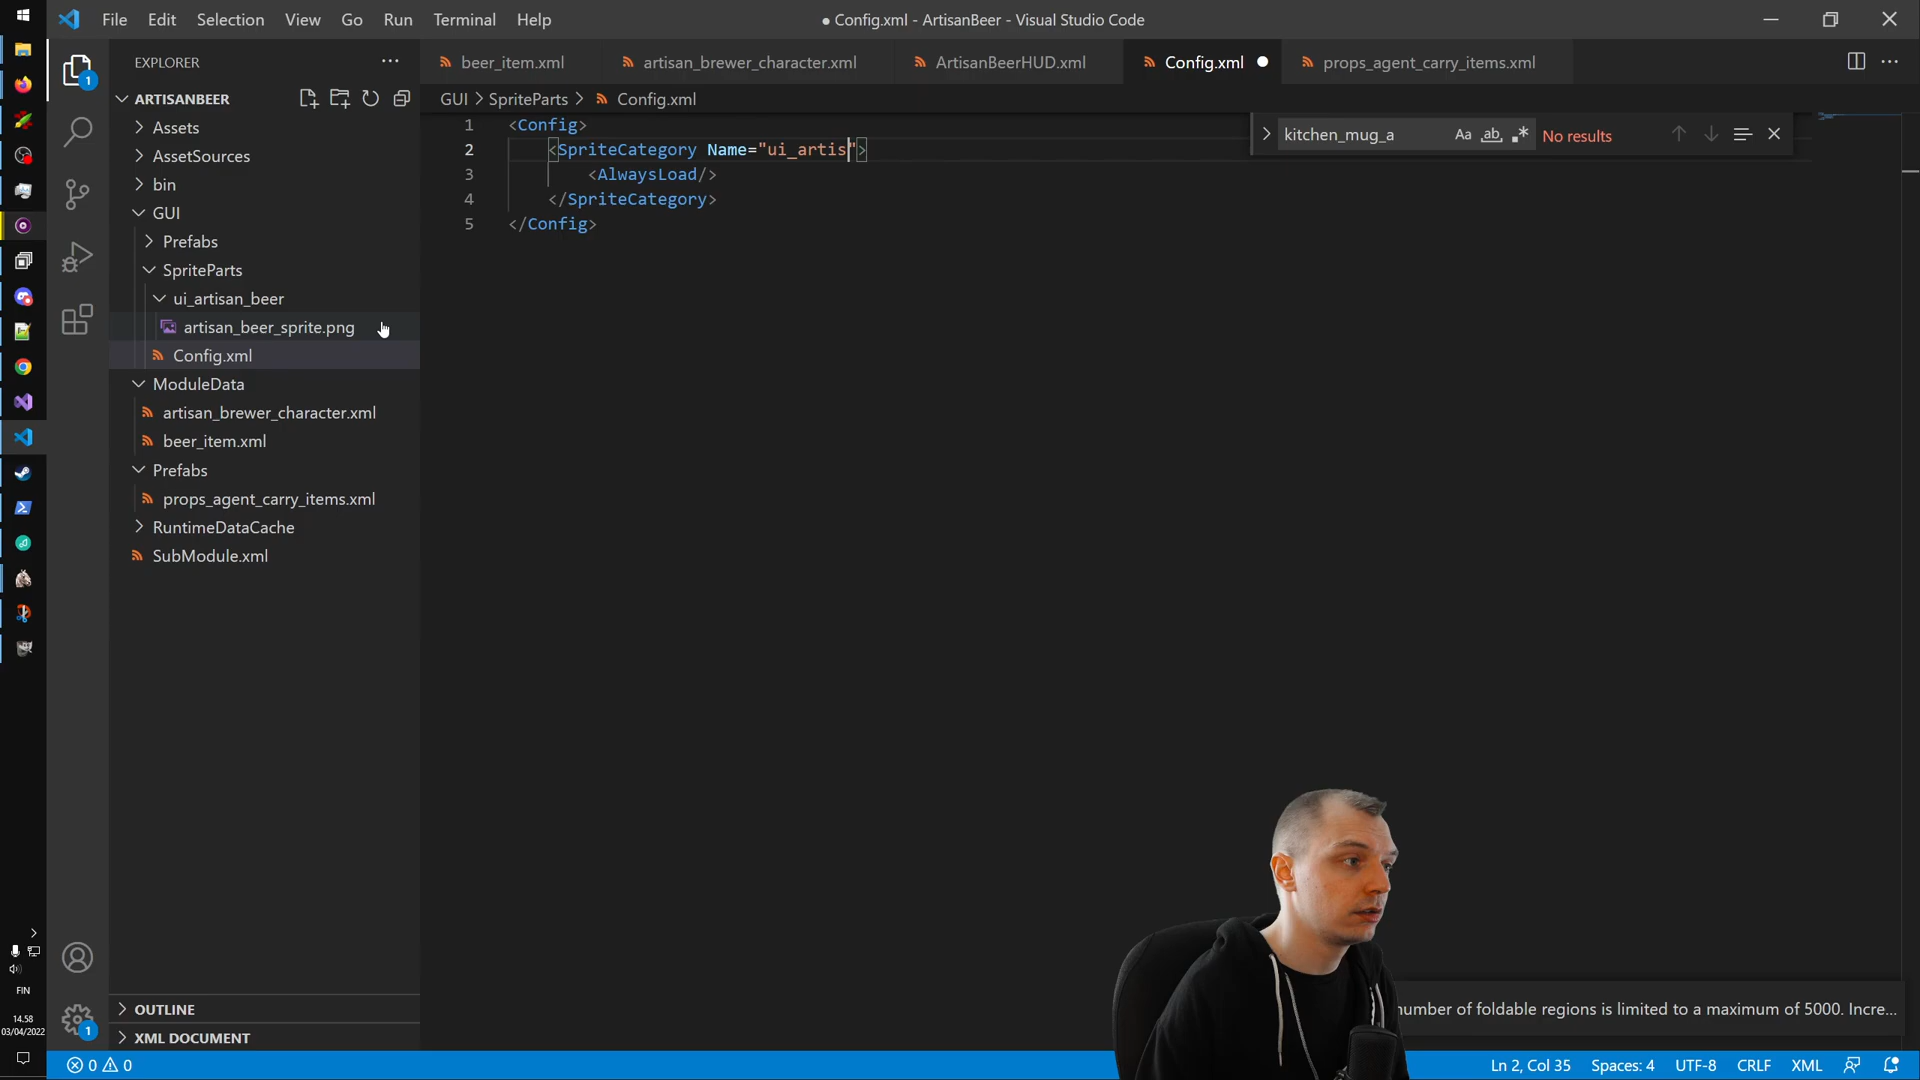 File Edit Selection View Go Run Terminal Help
● Config.xml - ArtisanBeer - Visual Studio Code
EXPLORER
beer_item.xml
artisan_brewer_character.xml
ArtisanBeerHUD.xml
Config.xml
props_agent_carry_items.xml
ARTISANBEER
GUI > SpriteParts > Config.xml
Assets
AssetSources
bin
GUI
Prefabs
SpriteParts
ui_artisan_beer
artisan_beer_sprite.png
Config.xml
ModuleData
artisan_brewer_character.xml
beer_item.xml
Prefabs
props_agent_carry_items.xml
RuntimeDataCache
SubModule.xml
1 <Config>
2 <SpriteCategory Name="ui_artis">
3 <AlwaysLoad/>
4 </SpriteCategory>
5 </Config>
kitchen_mug_a
Aa
ab
No results
1
1
OUTLINE
XML DOCUMENT
FIN
14.58
03/04/2022
number of foldable regions is limited to a maximum of 5000. Incre...
0 0
Ln 2, Col 35 Spaces: 4 UTF-8 CRLF XML